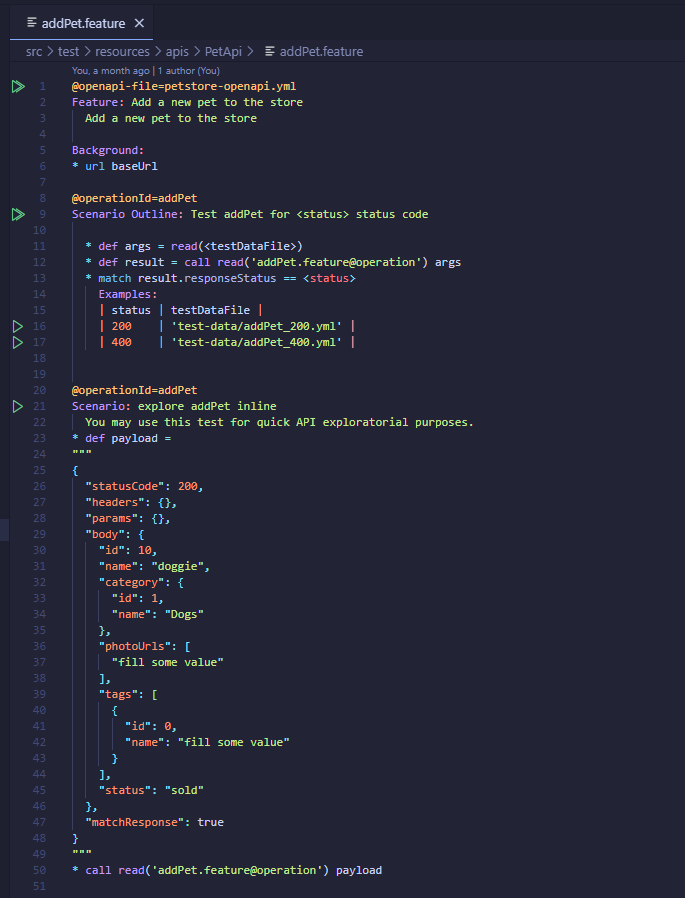 addPet.feature ×
src > test > resources > apis > PetApi > addPet.feature
You, a month ago | 1 author (You)
1 @openapi-file=petstore-openapi.yml
2 Feature: Add a new pet to the store
3 Add a new pet to the store
4
5 Background:
6 * url baseUrl
7
8 @operationId=addPet
9 Scenario Outline: Test addPet for <status> status code
10
11 * def args = read(<testDataFile>)
12 * def result = call read('addPet.feature@operation') args
13 * match result.responseStatus == <status>
14 Examples:
15 | status | testDataFile |
16 | 200 | 'test-data/addPet_200.yml' |
17 | 400 | 'test-data/addPet_400.yml' |
18
19
20 @operationId=addPet
21 Scenario: explore addPet inline
22 You may use this test for quick API exploratorial purposes.
23 * def payload =
24 """
25 {
26 "statusCode": 200,
27 "headers": {},
28 "params": {},
29 "body": {
30 "id": 10,
31 "name": "doggie",
32 "category": {
33 "id": 1,
34 "name": "Dogs"
35 },
36 "photoUrls": [
37 "fill some value"
38 ],
39 "tags": [
40 {
41 "id": 0,
42 "name": "fill some value"
43 }
44 ],
45 "status": "sold"
46 },
47 "matchResponse": true
48 }
49 """
50 * call read('addPet.feature@operation') payload
51